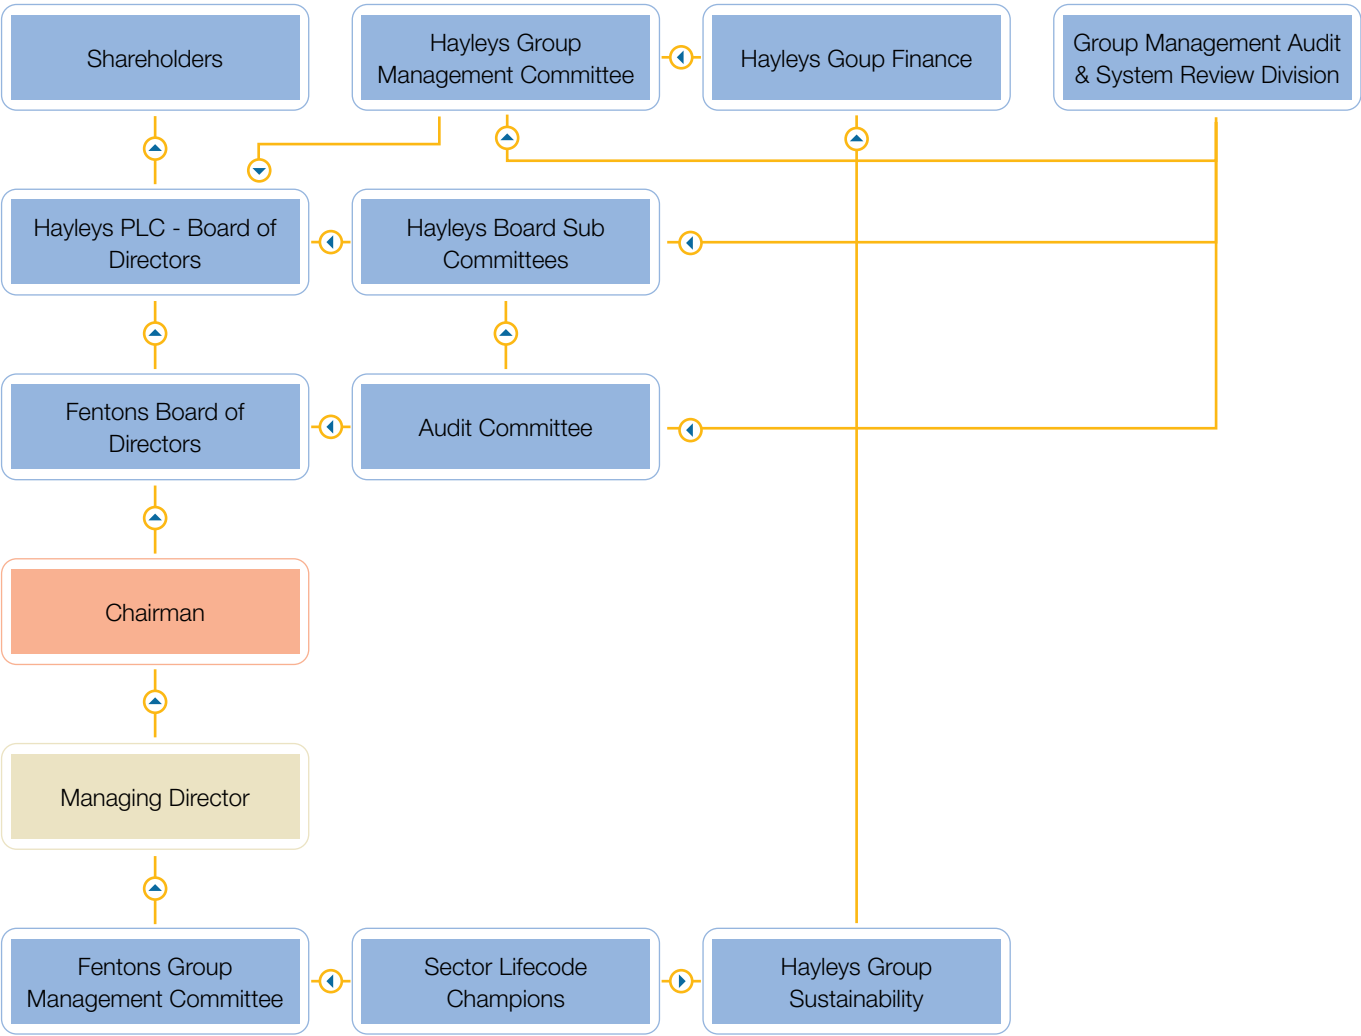 Shareholders
Hayleys Group
Management Committee
Hayleys Goup Finance
Group Management Audit
& System Review Division
Hayleys PLC - Board of
Directors
Hayleys Board Sub
Committees
Fentons Board of
Directors
Audit Committee
Chairman
Managing Director
Fentons Group
Management Committee
Sector Lifecode
Champions
Hayleys Group
Sustainability